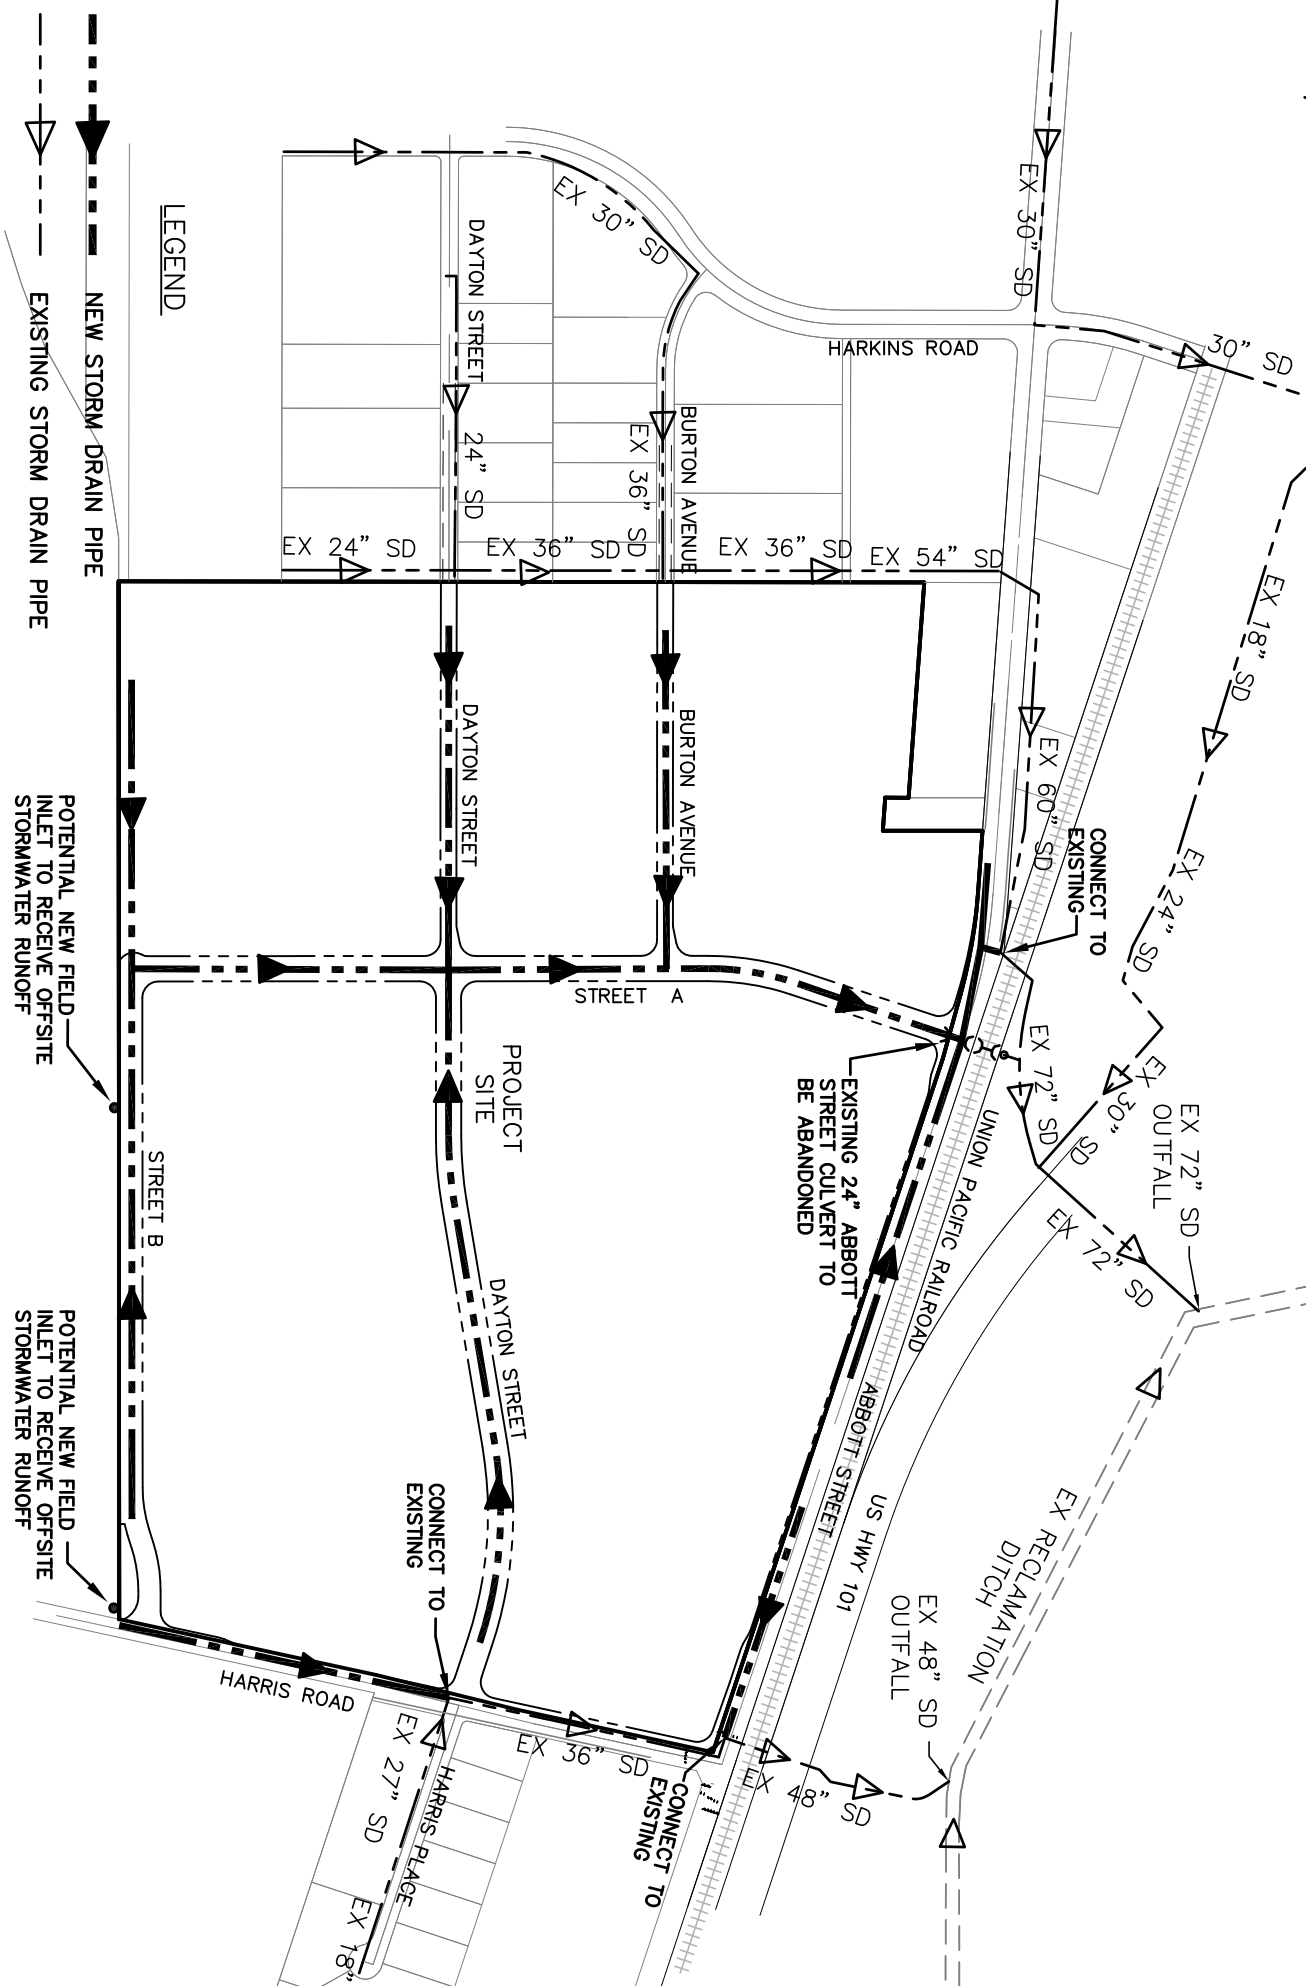 LEGEND
NEW STORM DRAIN PIPE
EXISTING STORM DRAIN PIPE
EX 30" SD
EX 30" SD
30" SD
HARKINS ROAD
DAYTON STREET
24" SD
BURTON AVENUE
EX 36" SD
EX 24" SD
EX 36" SD
EX 36" SD
EX 54" SD
EX 18" SD
EX 60" SD
CONNECT TO
EXISTING
EX 24" SD
EX 30" SD
EX 72" SD
EX 72" SD
OUTFALL
EX 72" SD
DAYTON STREET
BURTON AVENUE
STREET A
PROJECT
SITE
EXISTING 24" ABBOTT
STREET CULVERT TO
BE ABANDONED
UNION PACIFIC RAILROAD
ABBOTT STREET
US HWY 101
EX RECLAMATION
DITCH
EX 48" SD
OUTFALL
POTENTIAL NEW FIELD
INLET TO RECEIVE OFFSITE
STORMWATER RUNOFF
STREET B
DAYTON STREET
POTENTIAL NEW FIELD
INLET TO RECEIVE OFFSITE
STORMWATER RUNOFF
CONNECT TO
EXISTING
HARRIS ROAD
EX 36" SD
EX 48" SD
CONNECT TO
EXISTING
EX 27" SD
HARRIS PLACE
EX 18"